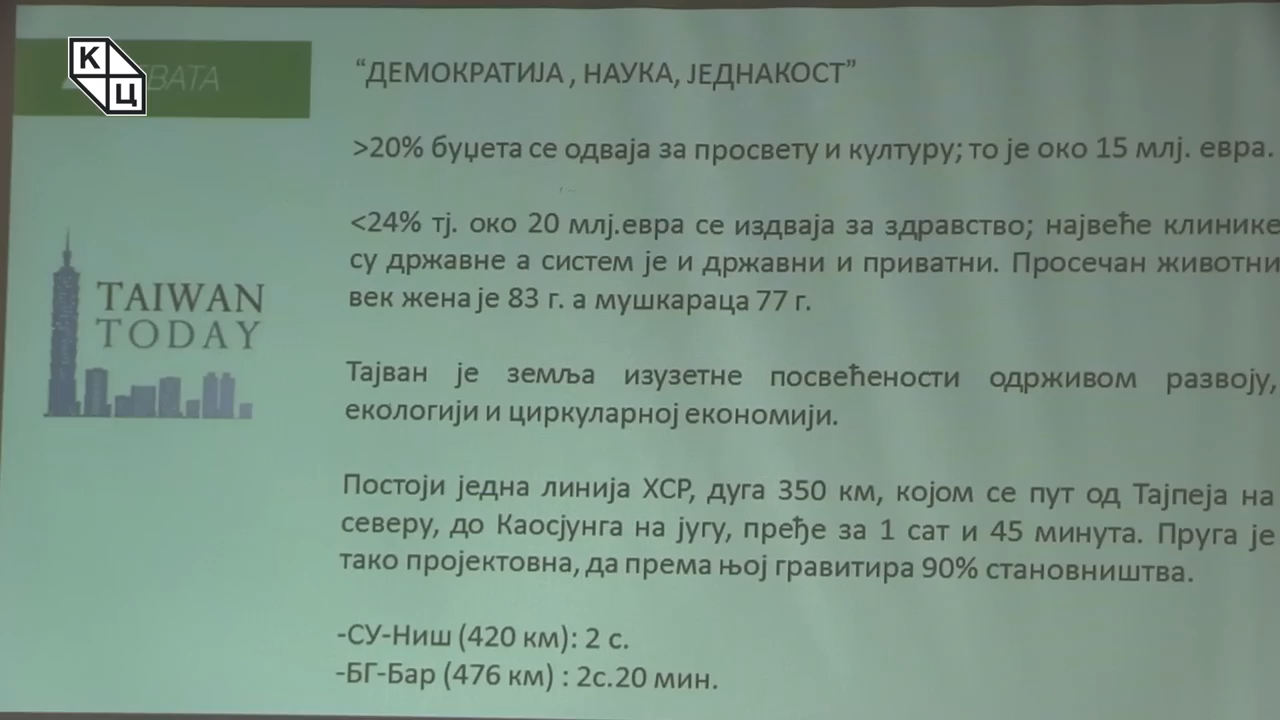 К
Ц
“ДЕМОКРАТИЈА , НАУКА, ЈЕДНАКОСТ”
>20% буџета се одваја за просвету и културу; то је око 15 млј. евра.
<24% тј. око 20 млј.евра се издваја за здравство; највеће клинике
су државне а систем је и државни и приватни. Просечан животни
век жена је 83 г. а мушкараца 77 г.
TAIWAN
TODAY
Тајван је земља изузетне посвећености одрживом развоју,
екологији и циркуларној економији.
Постоји једна линија ХСР, дуга 350 км, којом се пут од Тајпеја на
северу, до Каосјунга на југу, пређе за 1 сат и 45 минута. Пруга је
тако пројектовна, да према њој гравитира 90% становништва.
-СУ-Ниш (420 км): 2 с.
-БГ-Бар (476 км) : 2с.20 мин.